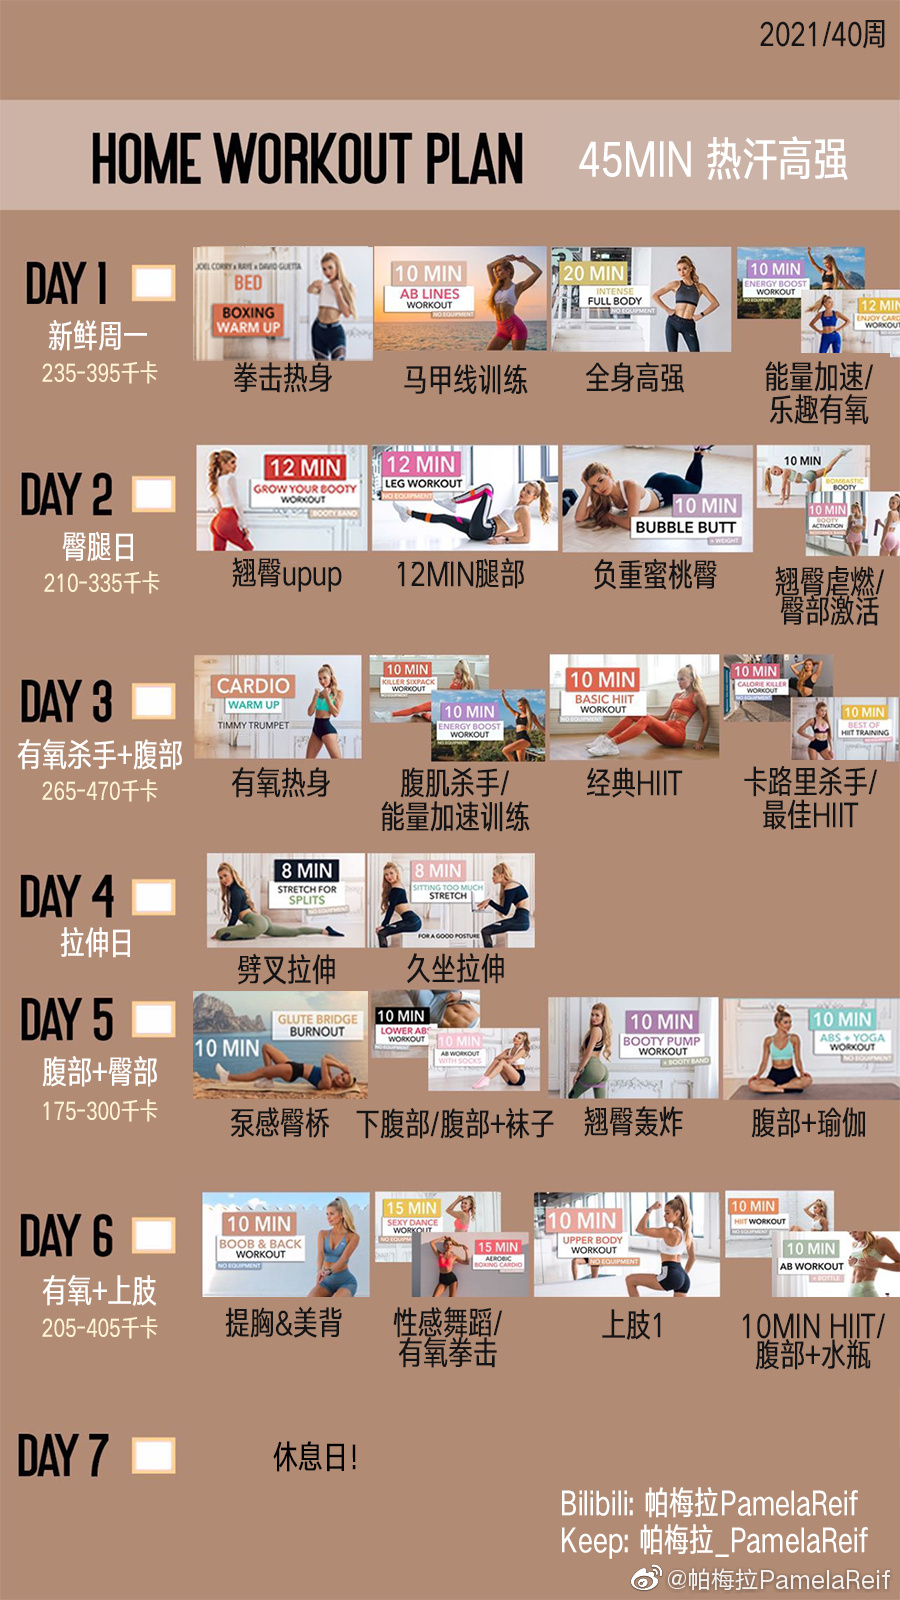 2021/40周
HOME WORKOUT PLAN 45MIN 热汗高强
DAY 1
新鲜周一
235-395千卡
JOEL CORRY x RAYE x DAVID GUETTA
BED
BOXING
WARM UP
拳击热身
10 MIN
AB LINES
WORKOUT
NO EQUIPMENT
马甲线训练
20 MIN
INTENSE
FULL BODY
NO EQUIPMENT
全身高强
10 MIN
ENERGY BOOST
WORKOUT
NO EQUIPMENT
12 MIN
ENJOY CARD
WORKOUT
能量加速/
乐趣有氧
DAY 2
臀腿日
210-335千卡
12 MIN
GROW YOUR BOOTY
WORKOUT
BOOTY BAND
翘臀upup
12 MIN
LEG WORKOUT
NO EQUIPMENT
12MIN腿部
10 MIN
BUBBLE BUTT
+ WEIGHT
负重蜜桃臀
10 MIN
BOMBASTIC
BOOTY
10 MIN
BOOTY
ACTIVATION
翘臀虐燃/
臀部激活
DAY 3
有氧杀手+腹部
265-470千卡
CARDIO
WARM UP
TIMMY TRUMPET
有氧热身
10 MIN
KILLER SIXPACK
WORKOUT
10 MIN
ENERGY BOOST
WORKOUT
NO EQUIPMENT
腹肌杀手/
能量加速训练
10 MIN
BASIC HIIT
WORKOUT
NO EQUIPMENT
经典HIIT
10 MIN
CALORIE KILLER
WORKOUT
NO EQUIPMENT
10 MIN
BEST OF
HIIT TRAINING
NO EQUIPMENT
卡路里杀手/
最佳HIIT
DAY 4
拉伸日
8 MIN
STRETCH FOR
SPLITS
NO EQUIPMENT
劈叉拉伸
8 MIN
SITTING TOO MUCH
STRETCH
FOR A GOOD POSTURE
久坐拉伸
DAY 5
腹部+臀部
175-300千卡
GLUTE BRIDGE
BURNOUT
10 MIN
泵感臀桥
10 MIN
LOWER ABS
WORKOUT
10 MIN
AB WORKOUT
WITH SOCKS
下腹部/腹部+袜子
10 MIN
BOOTY PUMP
WORKOUT
+ BOOTY BAND
翘臀轰炸
10 MIN
ABS + YOGA
WORKOUT
NO EQUIPMENT
腹部+瑜伽
DAY 6
有氧+上肢
205-405千卡
10 MIN
BOOB & BACK
WORKOUT
NO EQUIPMENT
提胸&美背
15 MIN
SEXY DANCE
WORKOUT
NO EQUIPMENT
15 MIN
AEROBIC
BOXING CARDIO
性感舞蹈/
有氧拳击
10 MIN
UPPER BODY
WORKOUT
NO EQUIPMENT
上肢1
10 MIN
HIIT WORKOUT
10 MIN
AB WORKOUT
+ BOTTLE
10MIN HIIT/
腹部+水瓶
DAY 7
休息日!
Bilibili: 帕梅拉PamelaReif
Keep: 帕梅拉_PamelaReif
@帕梅拉PamelaReif